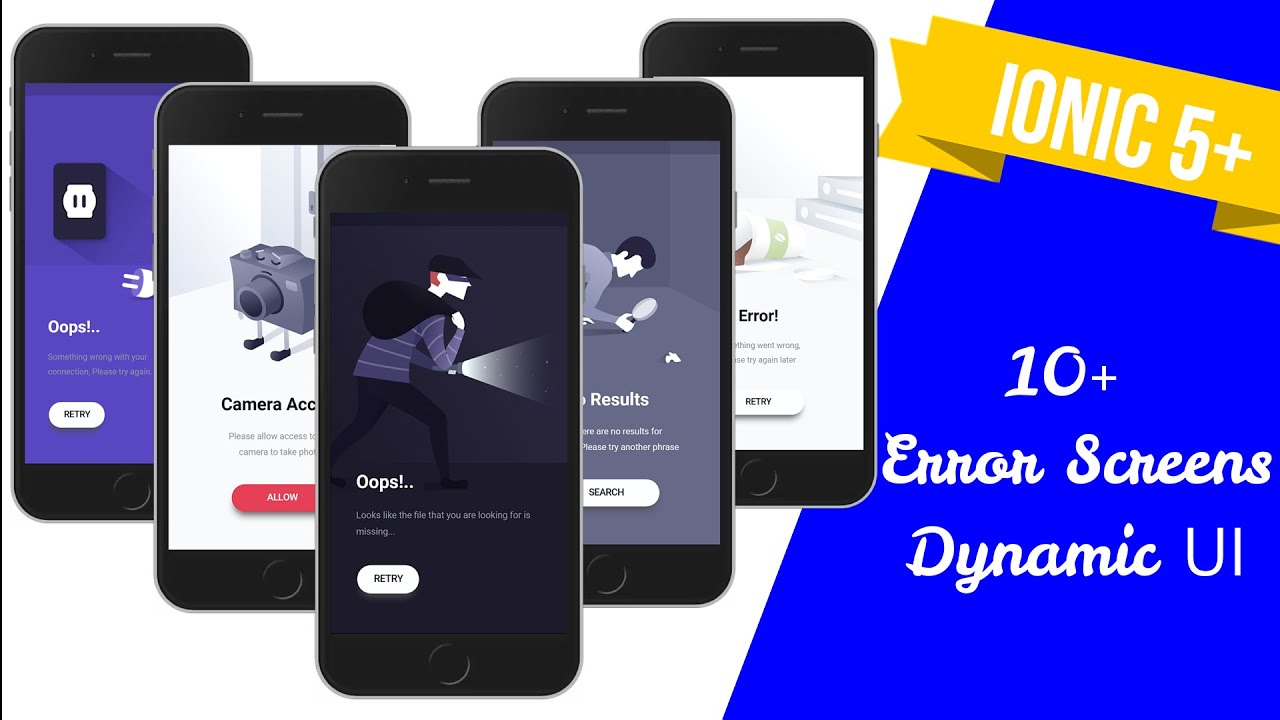 Oops!..
Something wrong with your
connection, Please try again.
RETRY
Camera Acc
Please allow access to
camera to take phot
ALLOW
Oops!..
Looks like the file that you are looking for is
missing...
RETRY
Results
ere are no results for
Please try another phrase
SEARCH
Error!
thing went wrong,
se try again later
RETRY
IONIC 5+
10+
Error Screens
Dynamic UI